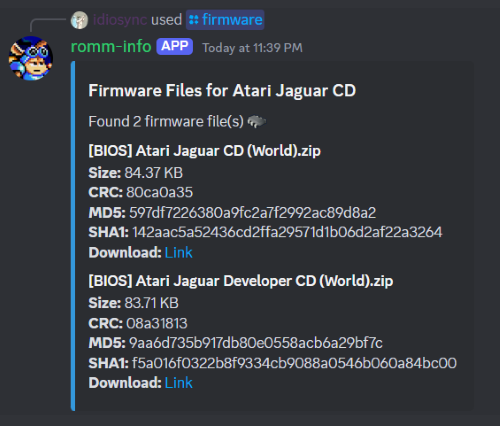 idiosync used firmware
romm-info APP Today at 11:39 PM
Firmware Files for Atari Jaguar CD
Found 2 firmware file(s)
[BIOS] Atari Jaguar CD (World).zip
Size: 84.37 KB
CRC: 80ca0a35
MD5: 597df7226380a9fc2a7f2992ac89d8a2
SHA1: 142aac5a52436cd2ffa29571d1b06d2af22a3264
Download: Link
[BIOS] Atari Jaguar Developer CD (World).zip
Size: 83.71 KB
CRC: 08a31813
MD5: 9aa6d735b917db80e0558acb6a29bf7c
SHA1: f5a016f0322b8f9334cb9088a0546b060a84bc00
Download: Link